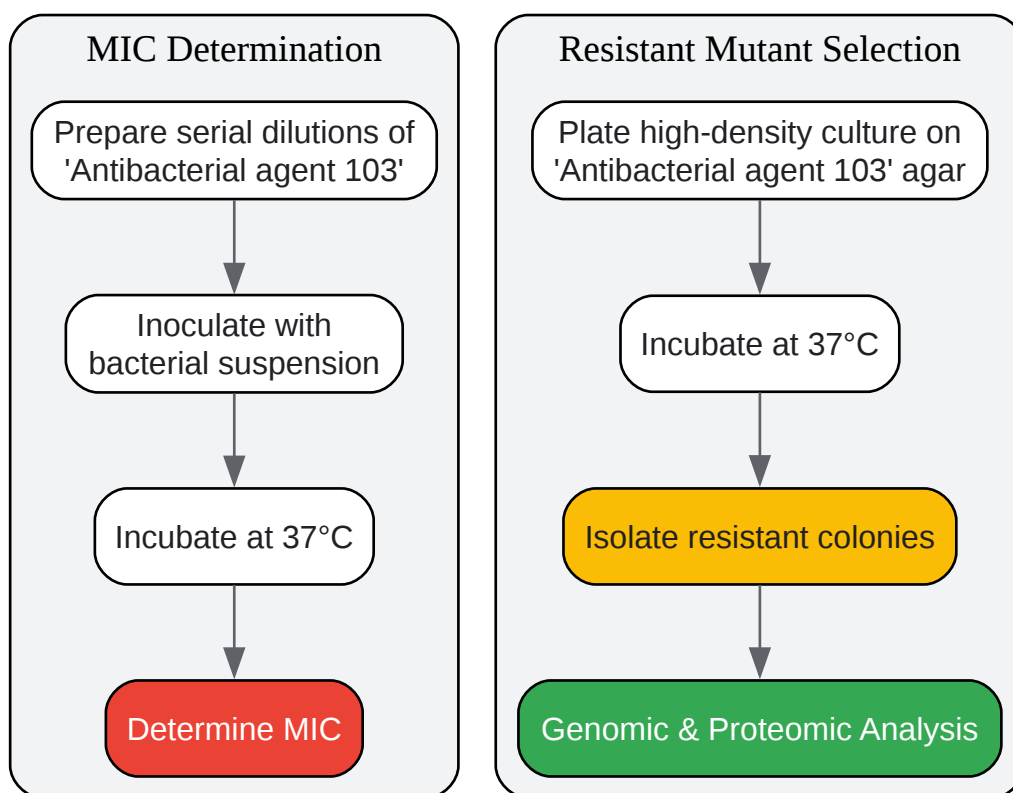 MIC Determination
Prepare serial dilutions of
'Antibacterial agent 103'
Inoculate with
bacterial suspension
Incubate at 37°C
Determine MIC
Resistant Mutant Selection
Plate high-density culture on
'Antibacterial agent 103' agar
Incubate at 37°C
Isolate resistant colonies
Genomic & Proteomic Analysis